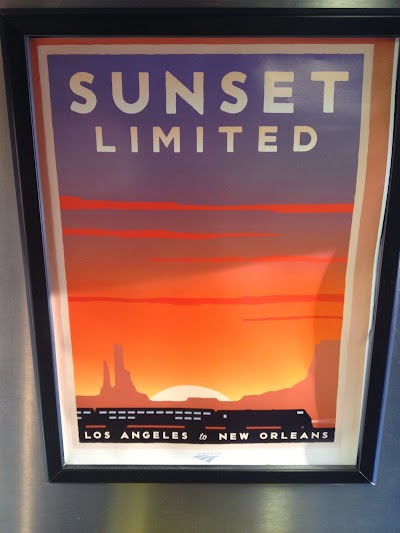 SUNSET
LIMITED
LOS ANGELES to NEW ORLEANS